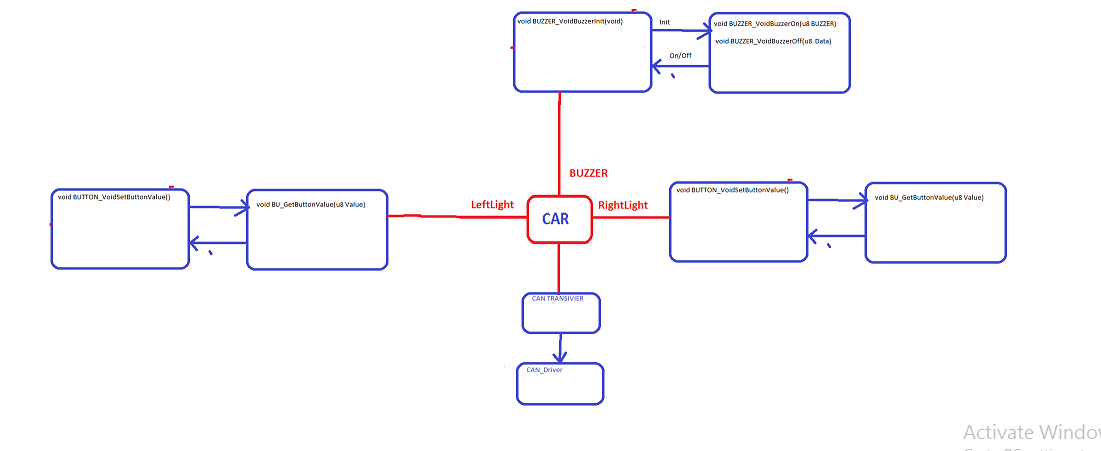 void BUZZER_VoidBuzzerInit(void)
Init
On/Off
void BUZZER_VoidBuzzerOn(u8 BUZZER)
void BUZZER_VoidBuzzerOff(u8 Data)
BUZZER
void BUTTON_VoidSetButtonValue()
void BU_GetButtonValue(u8 Value)
LeftLight
CAR
RightLight
void BUTTON_VoidSetButtonValue()
void BU_GetButtonValue(u8 Value)
CAN TRANSIVIER
CAN_Driver
Activate Window